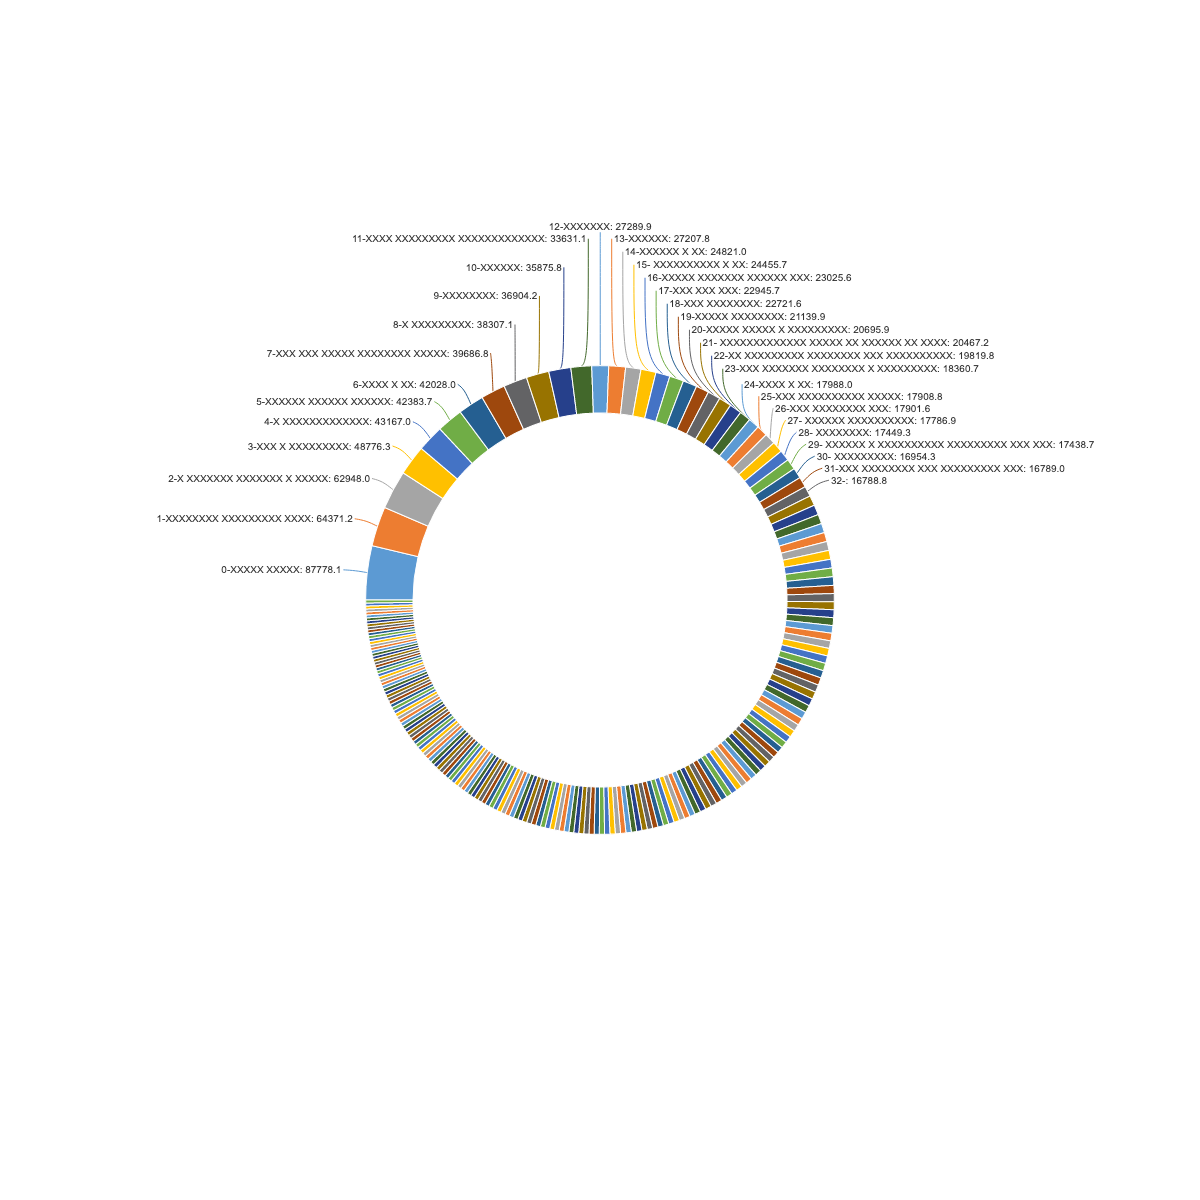 12-XXXXXXX: 27289.9
11-XXXX XXXXXXXXX XXXXXXXXXXXXX: 33631.1
13-XXXXXX: 27207.8
14-XXXXXX X XX: 24821.0
15- XXXXXXXXXX X XX: 24455.7
10-XXXXXX: 35875.8
16-XXXXX XXXXXXX XXXXXX XXX: 23025.6
17-XXX XXX XXX: 22945.7
9-XXXXXXXX: 36904.2
18-XXX XXXXXXXX: 22721.6
19-XXXXX XXXXXXXX: 21139.9
8-X XXXXXXXXX: 38307.1
20-XXXXX XXXXX X XXXXXXXXX: 20695.9
21- XXXXXXXXXXXXX XXXXX XX XXXXXX XX XXXX: 20467.2
7-XXX XXX XXXXX XXXXXXXX XXXXX: 39686.8
22-XX XXXXXXXXX XXXXXXXX XXX XXXXXXXXXX: 19819.8
23-XXX XXXXXXX XXXXXXXX X XXXXXXXXX: 18360.7
6-XXXX X XX: 42028.0
24-XXXX X XX: 17988.0
25-XXX XXXXXXXXXX XXXXX: 17908.8
5-XXXXXX XXXXXX XXXXXX: 42383.7
26-XXX XXXXXXXX XXX: 17901.6
4-X XXXXXXXXXXXXX: 43167.0
27- XXXXXX XXXXXXXXXX: 17786.9
28- XXXXXXXX: 17449.3
3-XXX X XXXXXXXXX: 48776.3
29- XXXXXX X XXXXXXXXXX XXXXXXXXX XXX XXX: 17438.7
30- XXXXXXXXX: 16954.3
31-XXX XXXXXXXX XXX XXXXXXXXX XXX: 16789.0
2-X XXXXXXX XXXXXXX X XXXXX: 62948.0
32-: 16788.8
1-XXXXXXXX XXXXXXXXX XXXX: 64371.2
0-XXXXX XXXXX: 87778.1